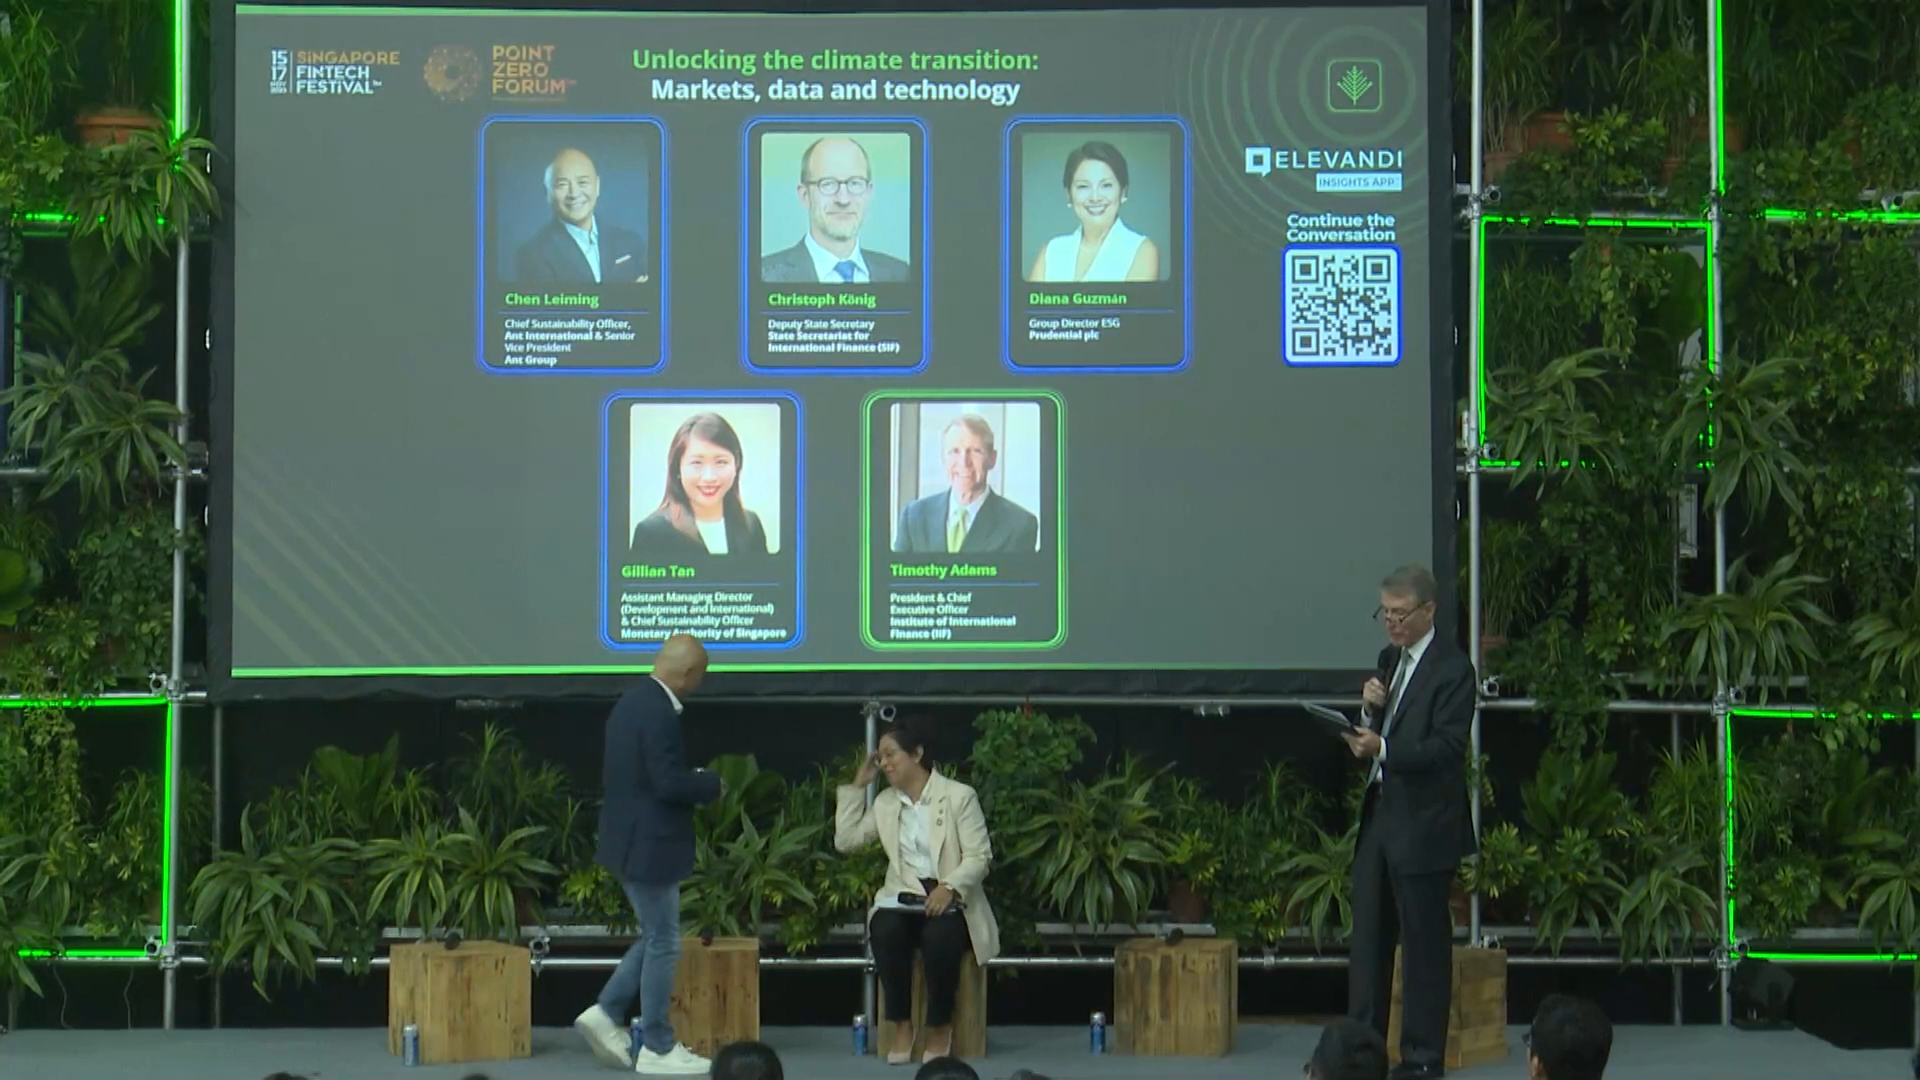 15
17
NOV
2023
SINGAPORE
FINTECH
FESTIVAL™
POINT
ZERO
FORUM
Unlocking the climate transition:
Markets, data and technology
ELEVANDI
INSIGHTS APP
Continue the
Conversation
Chen Leiming
Chief Sustainability Officer,
Ant International & Senior
Vice President
Ant Group
Christoph König
Deputy State Secretary
State Secretariat for
International Finance (SIF)
Diana Guzmán
Group Director ESG
Prudential plc
Gillian Tan
Assistant Managing Director
(Development and International)
& Chief Sustainability Officer
Monetary Authority of Singapore
Timothy Adams
President & Chief
Executive Officer
Institute of International
Finance (IIF)